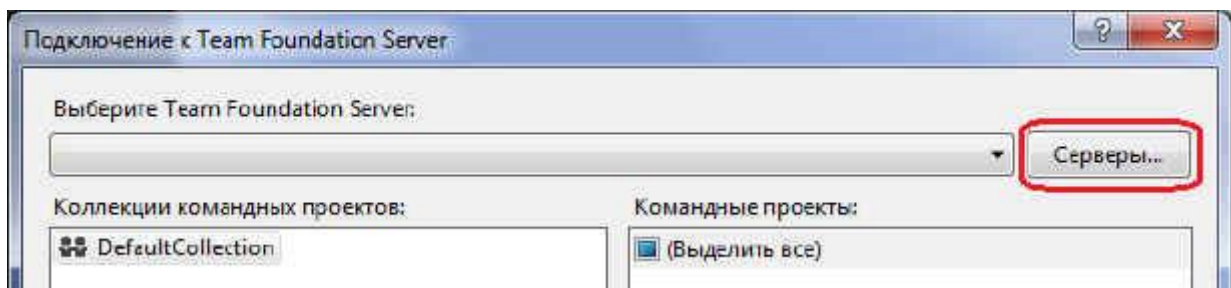 Подключение к Team Foundation Server
Выберите Team Foundation Server:
Серверы...
Коллекции командных проектов:
Командные проекты:
DefaultCollection
(Выделить все)